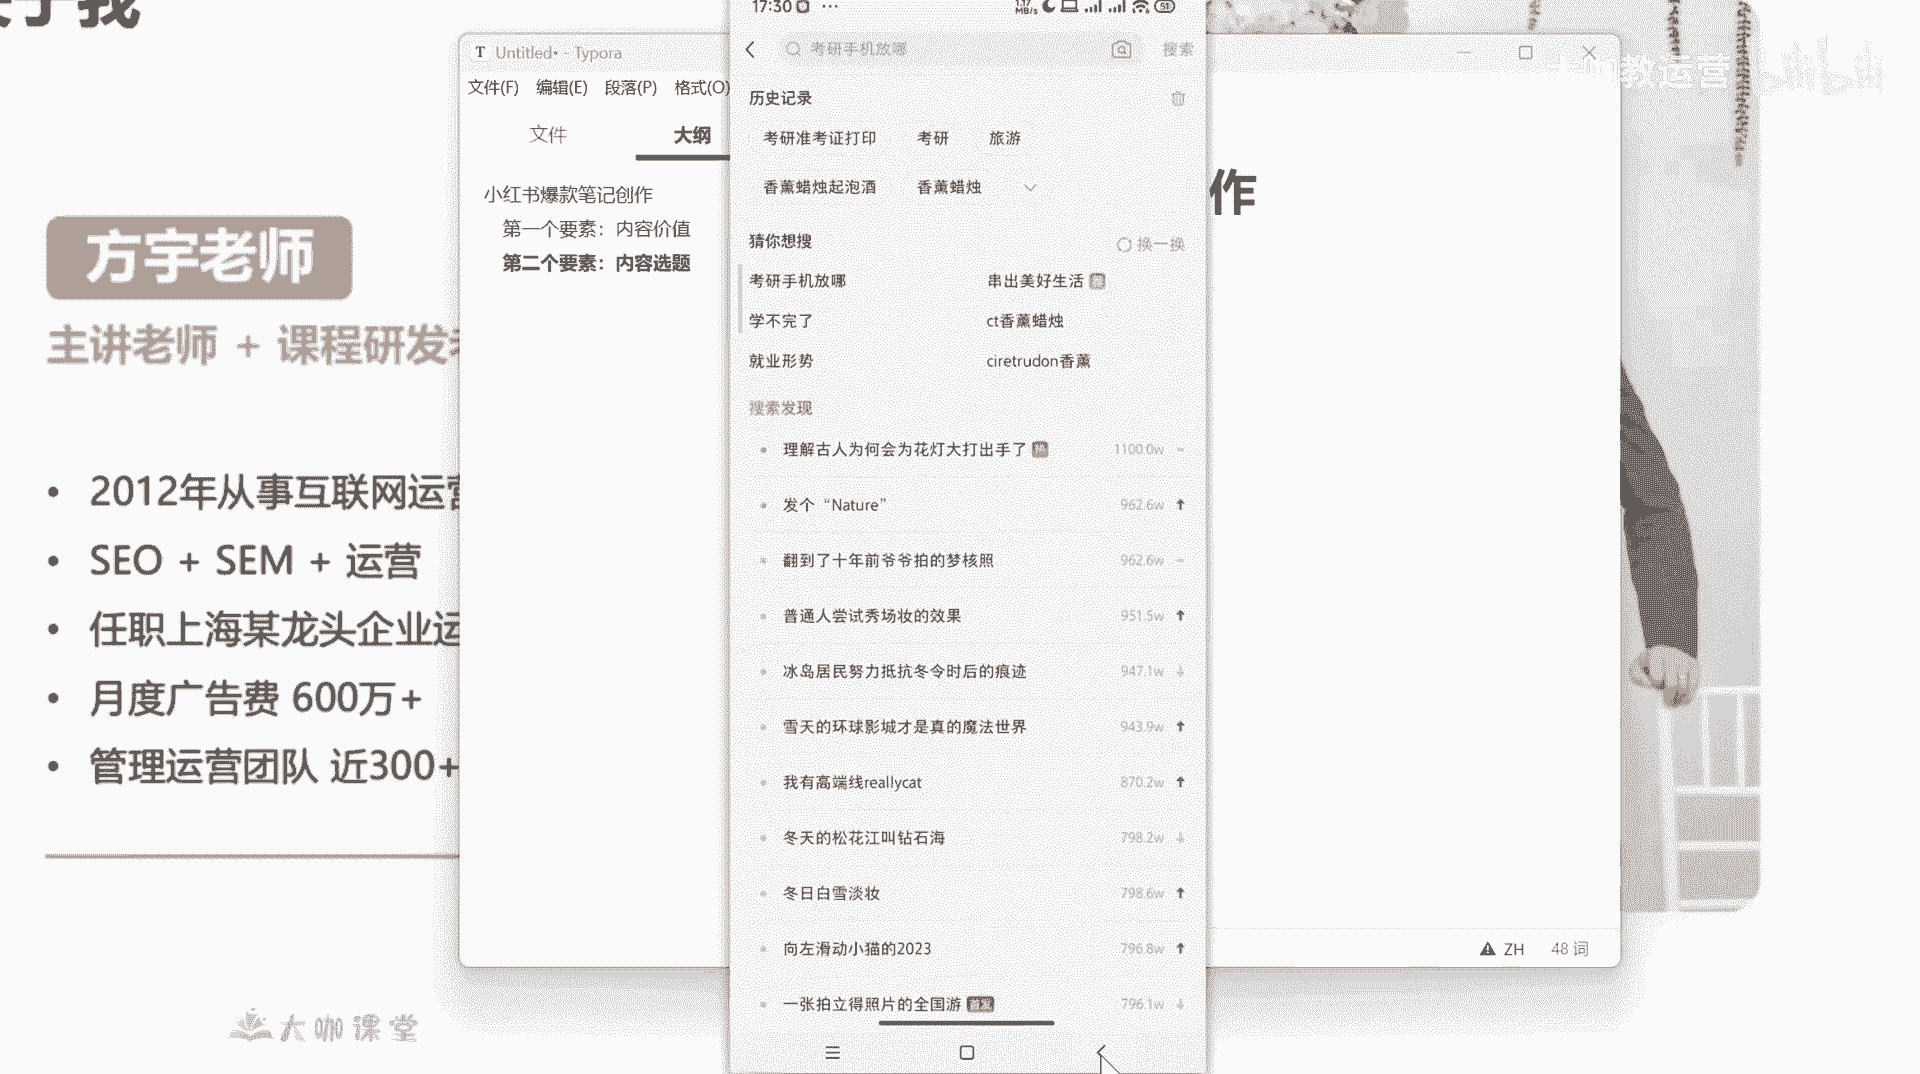 于我
方宇老师
主讲老师 + 课程研发
2012年从事互联网运营
SEO + SEM + 运营
任职上海某龙头企业运
月度广告费 600万+
管理运营团队 近300+
大咖课堂
Untitled• - Typora
文件(F) 编辑(E) 段落(P) 格式(O)
文件 大纲
小红书爆款笔记创作
第一个要素：内容价值
第二个要素：内容选题
作
ZH 48 词
大咖教运营 bilibili
17:30 ··· 1.17 MB/s 51
考研手机放哪 搜索
历史记录
考研准考证打印 考研 旅游
香薰蜡烛起泡酒 香薰蜡烛
猜你想搜 换一换
考研手机放哪 串出美好生活
学不完了 ct香薰蜡烛
就业形势 ciretrudon香薰
搜索发现
理解古人为何会为花灯大打出手了 热 1100.0w
发个“Nature” 962.6w
翻到了十年前爷爷拍的梦核照 962.6w
普通人尝试秀场妆的效果 951.5w
冰岛居民努力抵抗冬令时后的痕迹 947.1w
雪天的环球影城才是真的魔法世界 943.9w
我有高端线reallycat 870.2w
冬天的松花江叫钻石海 798.2w
冬日白雪淡妆 798.6w
向左滑动小猫的2023 796.8w
一张拍立得照片的全国游 首发 796.1w